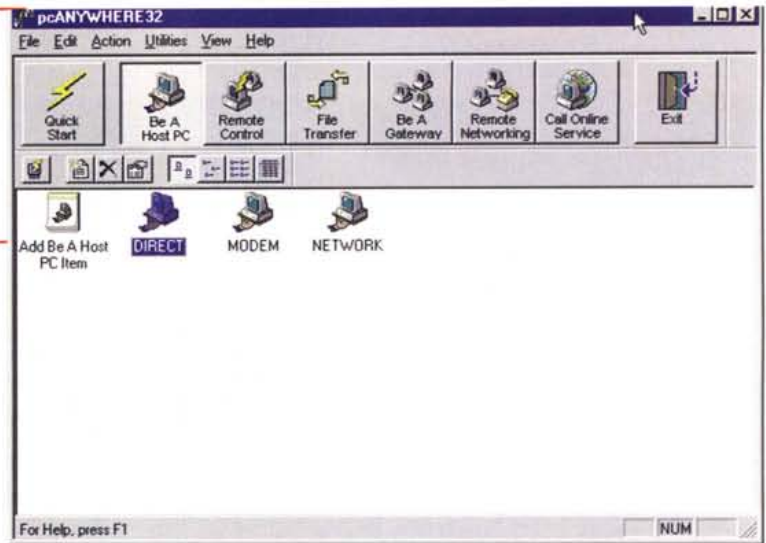 pcANYWHERE32
File Edit Action Utilities View Help
Quick Start
Be A Host PC
Remote Control
File Transfer
Be A Gateway
Remote Networking
Call Online Service
Exit
Add Be A Host PC Item
DIRECT
MODEM
NETWORK
For Help, press F1
NUM